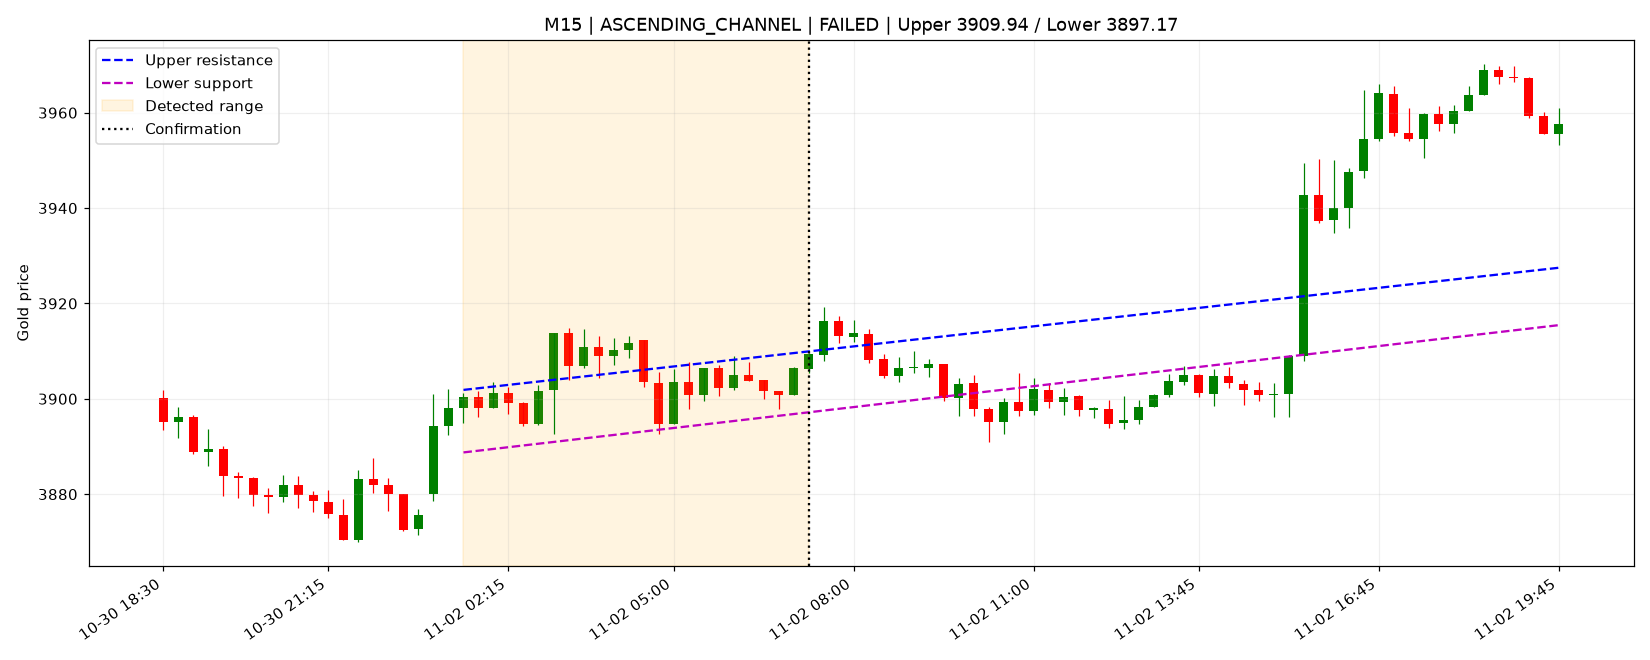 M15 | ASCENDING_CHANNEL | FAILED | Upper 3909.94 / Lower 3897.17
Upper resistance
Lower support
Detected range
Confirmation
Gold price
3960
3940
3920
3900
3880
10-30 18:30
10-30 21:15
11-02 02:15
11-02 05:00
11-02 08:00
11-02 11:00
11-02 13:45
11-02 16:45
11-02 19:45